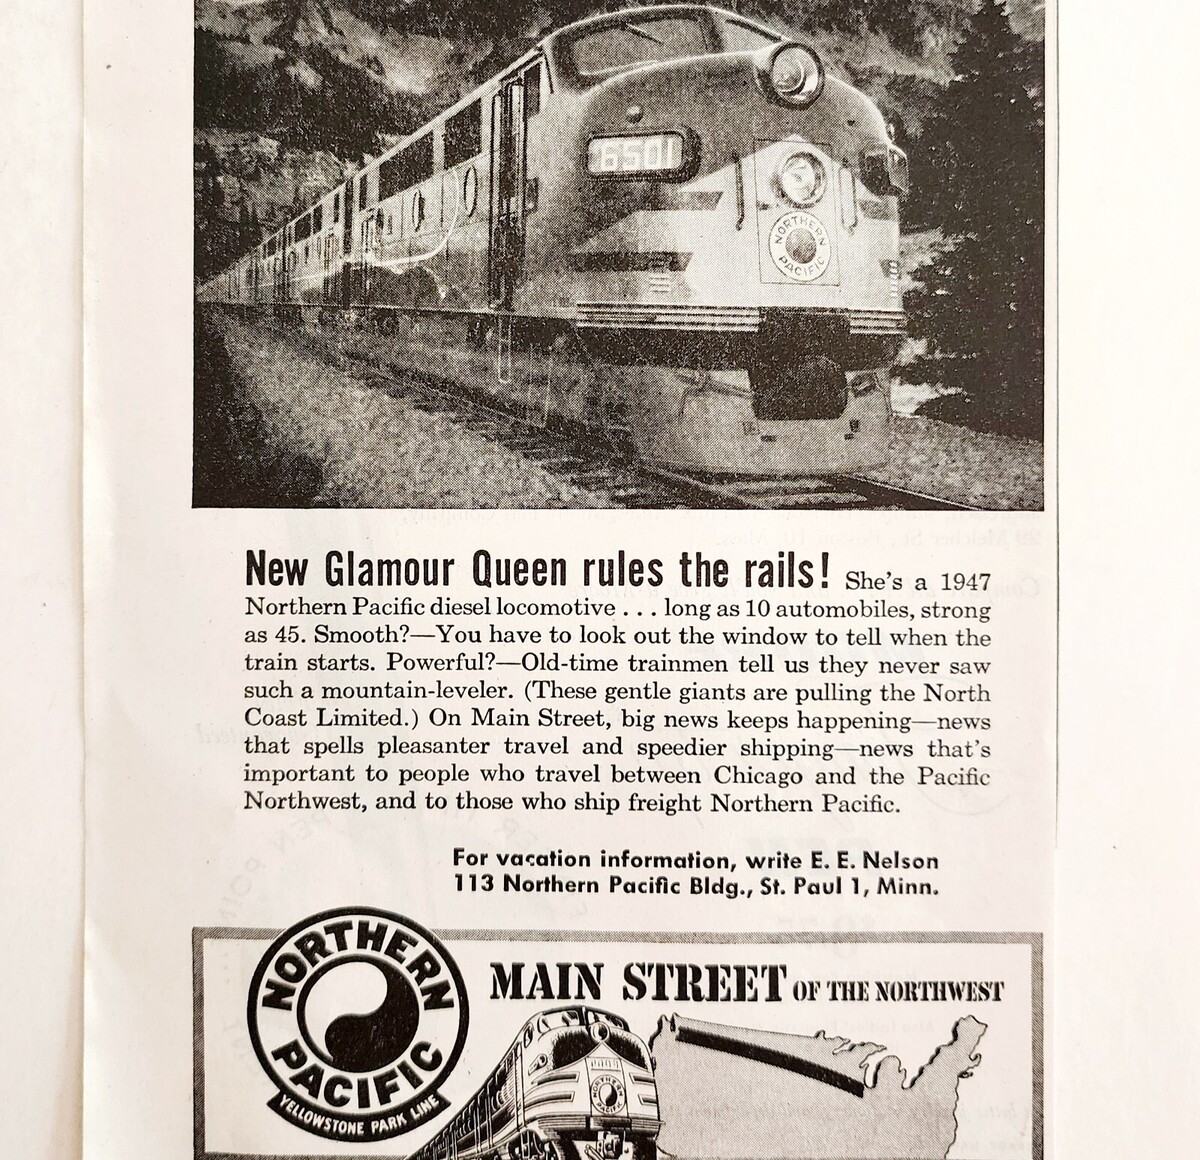 6501
NORTHERN
PACIFIC
New Glamour Queen rules the rails! She's a 1947
Northern Pacific diesel locomotive . . . long as 10 automobiles, strong
as 45. Smooth?—You have to look out the window to tell when the
train starts. Powerful?—Old-time trainmen tell us they never saw
such a mountain-leveler. (These gentle giants are pulling the North
Coast Limited.) On Main Street, big news keeps happening—news
that spells pleasanter travel and speedier shipping—news that's
important to people who travel between Chicago and the Pacific
Northwest, and to those who ship freight Northern Pacific.
For vacation information, write E. E. Nelson
113 Northern Pacific Bldg., St. Paul 1, Minn.
NORTHERN
PACIFIC
YELLOWSTONE PARK LINE
MAIN STREET OF THE NORTHWEST
NORTHERN
PACIFIC